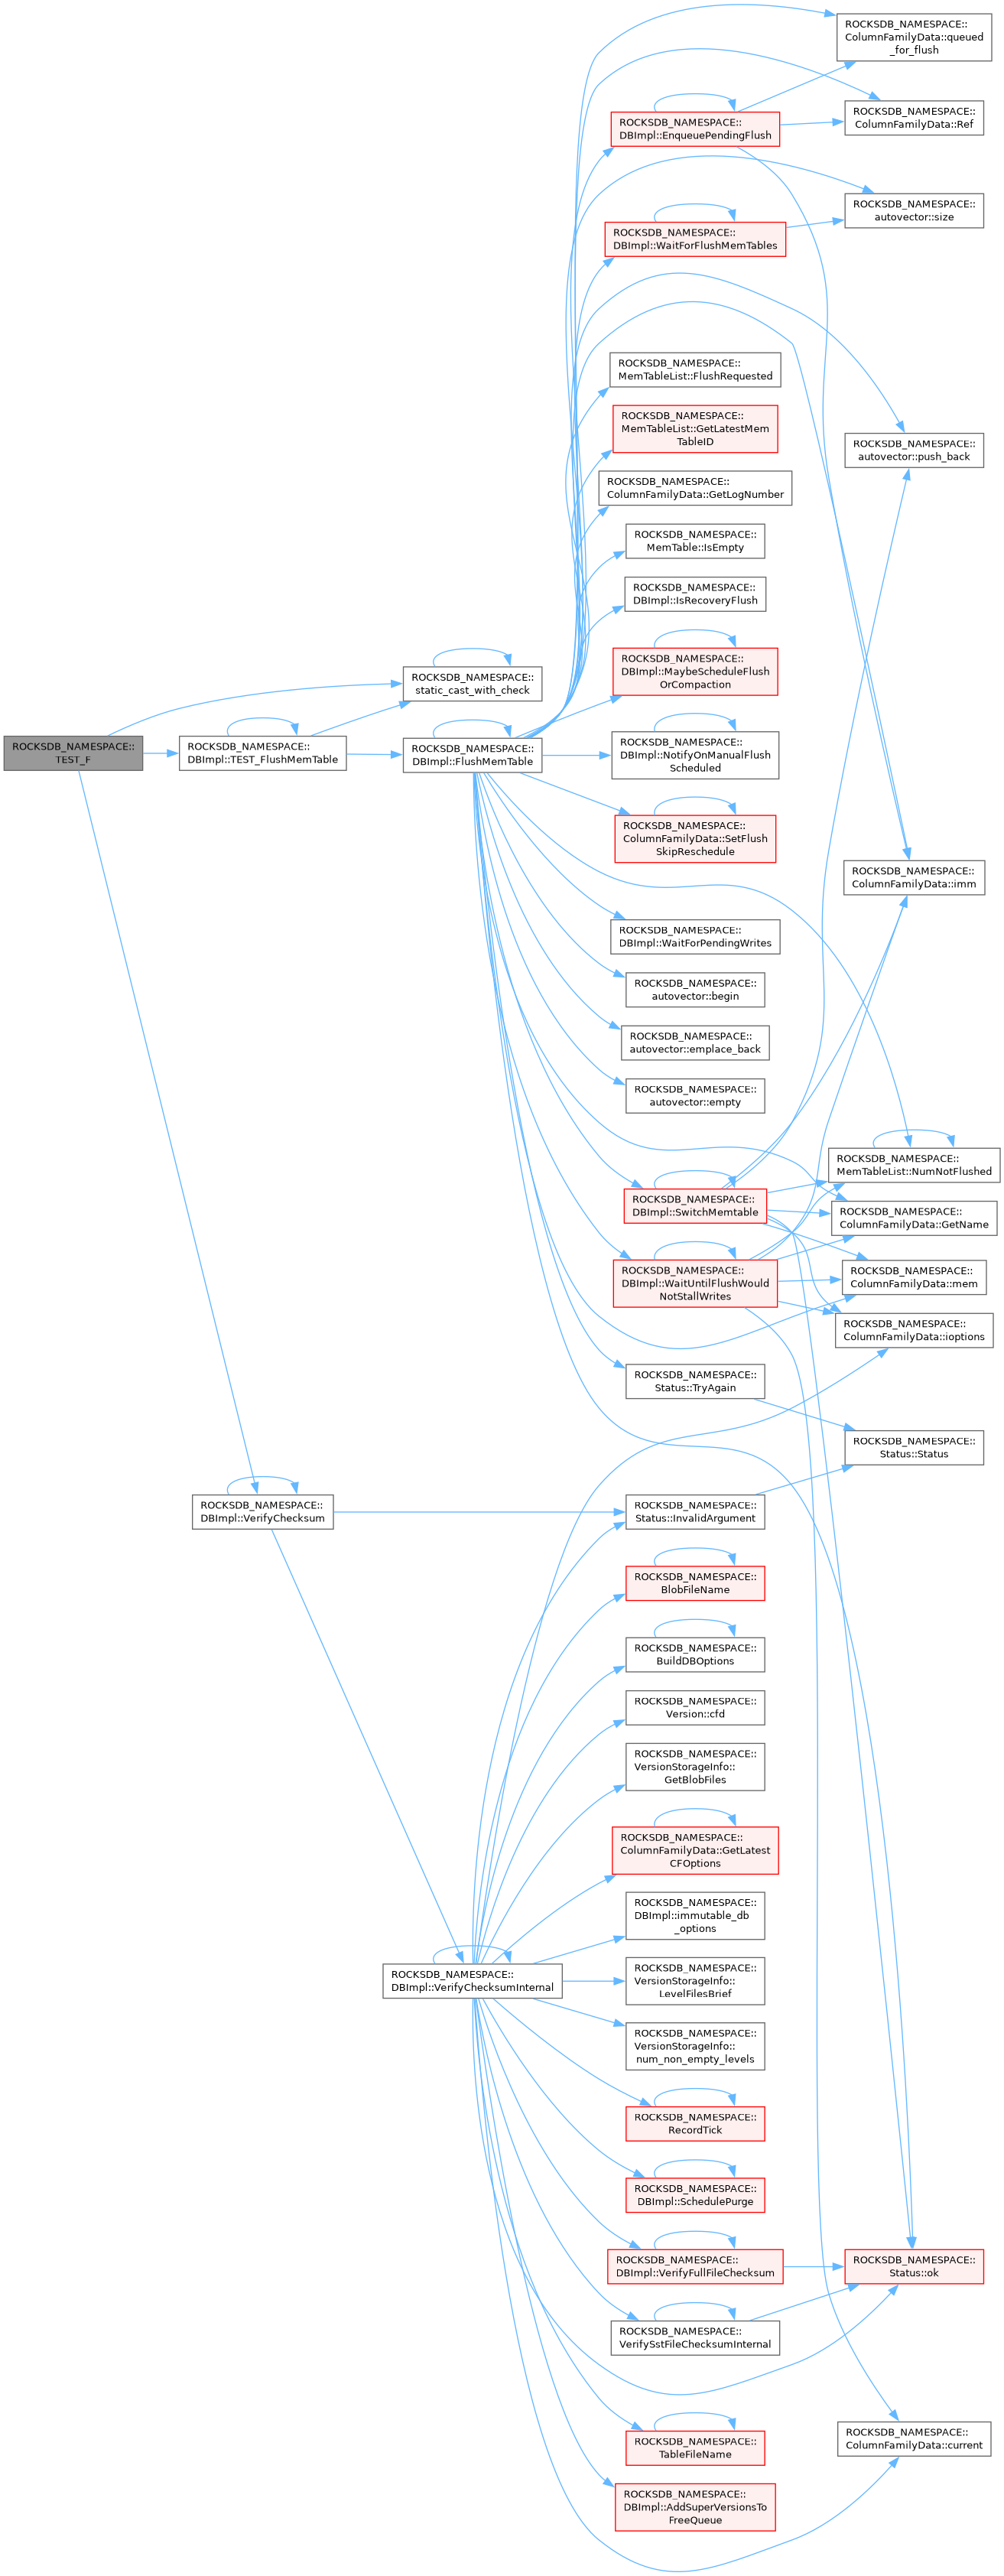 ROCKSDB_NAMESPACE::
TEST_F
ROCKSDB_NAMESPACE::
static_cast_with_check
ROCKSDB_NAMESPACE::
DBImpl::TEST_FlushMemTable
ROCKSDB_NAMESPACE::
DBImpl::FlushMemTable
ROCKSDB_NAMESPACE::
DBImpl::VerifyChecksum
ROCKSDB_NAMESPACE::
DBImpl::VerifyChecksumInternal
ROCKSDB_NAMESPACE::
DBImpl::EnqueuePendingFlush
ROCKSDB_NAMESPACE::
DBImpl::WaitForFlushMemTables
ROCKSDB_NAMESPACE::
MemTableList::FlushRequested
ROCKSDB_NAMESPACE::
MemTableList::GetLatestMem
TableID
ROCKSDB_NAMESPACE::
ColumnFamilyData::GetLogNumber
ROCKSDB_NAMESPACE::
MemTable::IsEmpty
ROCKSDB_NAMESPACE::
DBImpl::IsRecoveryFlush
ROCKSDB_NAMESPACE::
DBImpl::MaybeScheduleFlush
OrCompaction
ROCKSDB_NAMESPACE::
DBImpl::NotifyOnManualFlush
Scheduled
ROCKSDB_NAMESPACE::
ColumnFamilyData::SetFlush
SkipReschedule
ROCKSDB_NAMESPACE::
DBImpl::WaitForPendingWrites
ROCKSDB_NAMESPACE::
autovector::begin
ROCKSDB_NAMESPACE::
autovector::emplace_back
ROCKSDB_NAMESPACE::
autovector::empty
ROCKSDB_NAMESPACE::
DBImpl::SwitchMemtable
ROCKSDB_NAMESPACE::
DBImpl::WaitUntilFlushWould
NotStallWrites
ROCKSDB_NAMESPACE::
Status::TryAgain
ROCKSDB_NAMESPACE::
Status::InvalidArgument
ROCKSDB_NAMESPACE::
BlobFileName
ROCKSDB_NAMESPACE::
BuildDBOptions
ROCKSDB_NAMESPACE::
Version::cfd
ROCKSDB_NAMESPACE::
VersionStorageInfo::
GetBlobFiles
ROCKSDB_NAMESPACE::
ColumnFamilyData::GetLatest
CFOptions
ROCKSDB_NAMESPACE::
DBImpl::immutable_db
_options
ROCKSDB_NAMESPACE::
VersionStorageInfo::
LevelFilesBrief
ROCKSDB_NAMESPACE::
VersionStorageInfo::
num_non_empty_levels
ROCKSDB_NAMESPACE::
RecordTick
ROCKSDB_NAMESPACE::
DBImpl::SchedulePurge
ROCKSDB_NAMESPACE::
DBImpl::VerifyFullFileChecksum
ROCKSDB_NAMESPACE::
VerifySstFileChecksumInternal
ROCKSDB_NAMESPACE::
TableFileName
ROCKSDB_NAMESPACE::
DBImpl::AddSuperVersionsTo
FreeQueue
ROCKSDB_NAMESPACE::
ColumnFamilyData::queued
_for_flush
ROCKSDB_NAMESPACE::
ColumnFamilyData::Ref
ROCKSDB_NAMESPACE::
autovector::size
ROCKSDB_NAMESPACE::
autovector::push_back
ROCKSDB_NAMESPACE::
ColumnFamilyData::imm
ROCKSDB_NAMESPACE::
MemTableList::NumNotFlushed
ROCKSDB_NAMESPACE::
ColumnFamilyData::GetName
ROCKSDB_NAMESPACE::
ColumnFamilyData::mem
ROCKSDB_NAMESPACE::
ColumnFamilyData::ioptions
ROCKSDB_NAMESPACE::
Status::Status
ROCKSDB_NAMESPACE::
Status::ok
ROCKSDB_NAMESPACE::
ColumnFamilyData::current